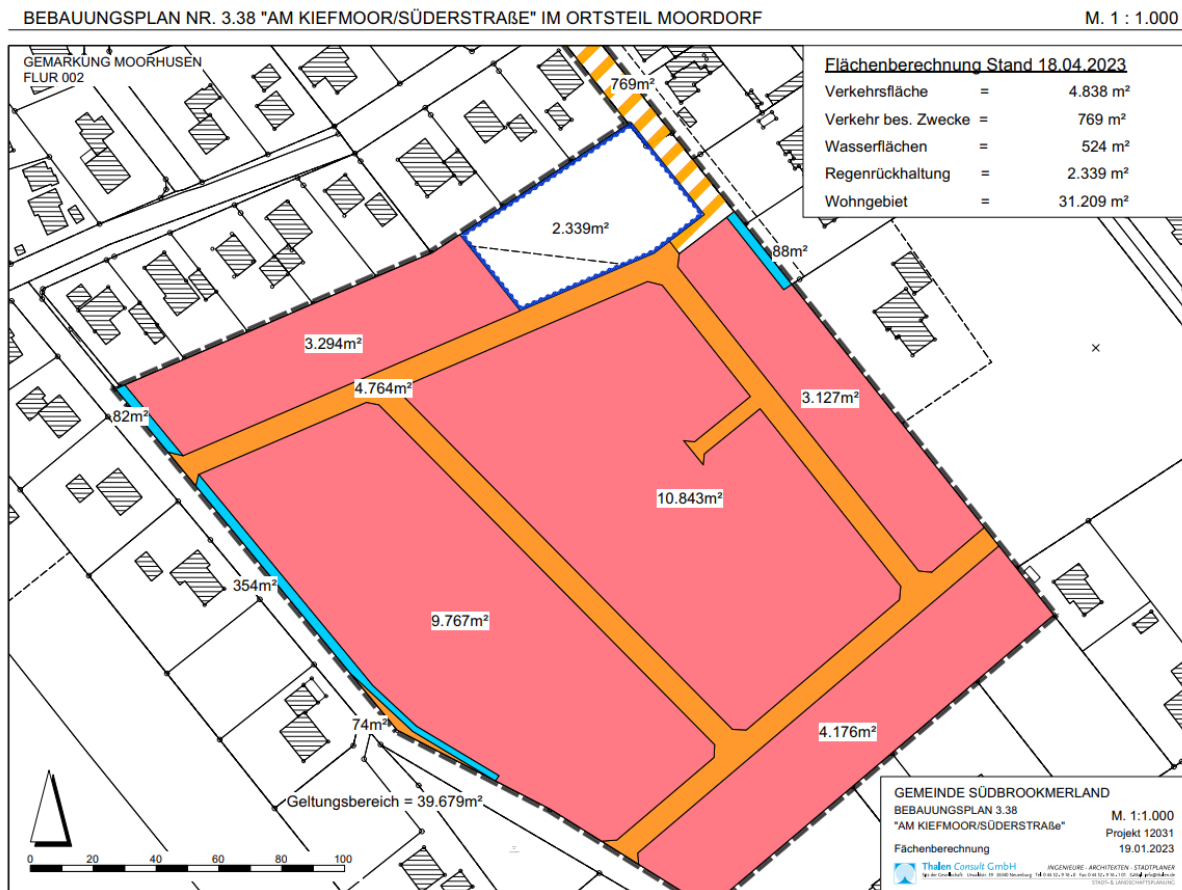 BEBAUUNGSPLAN NR. 3.38 "AM KIEFMOOR/SÜDERSTRAßE" IM ORTSTEIL MOORDORF M. 1 : 1.000
GEMARKUNG MOORHUSEN
FLUR 002
Flächenberechnung Stand 18.04.2023
Verkehrsfläche = 4.838 m²
Verkehr bes. Zwecke = 769 m²
Wasserflächen = 524 m²
Regenrückhaltung = 2.339 m²
Wohngebiet = 31.209 m²
769m²
2.339m²
88m²
3.294m²
4.764m²
82m²
3.127m²
10.843m²
354m²
9.767m²
74m²
4.176m²
Geltungsbereich = 39.679m²
0 20 40 60 80 100
GEMEINDE SÜDBROOKMERLAND
BEBAUUNGSPLAN 3.38
"AM KIEFMOOR/SÜDERSTRAßE"
M. 1:1.000
Projekt 12031
Fächenberechnung 19.01.2023
Thalen Consult GmbH
INGENIEURE - ARCHITEKTEN - STADTPLANER
STADT- & LANDSCHAFTSPLANUNG